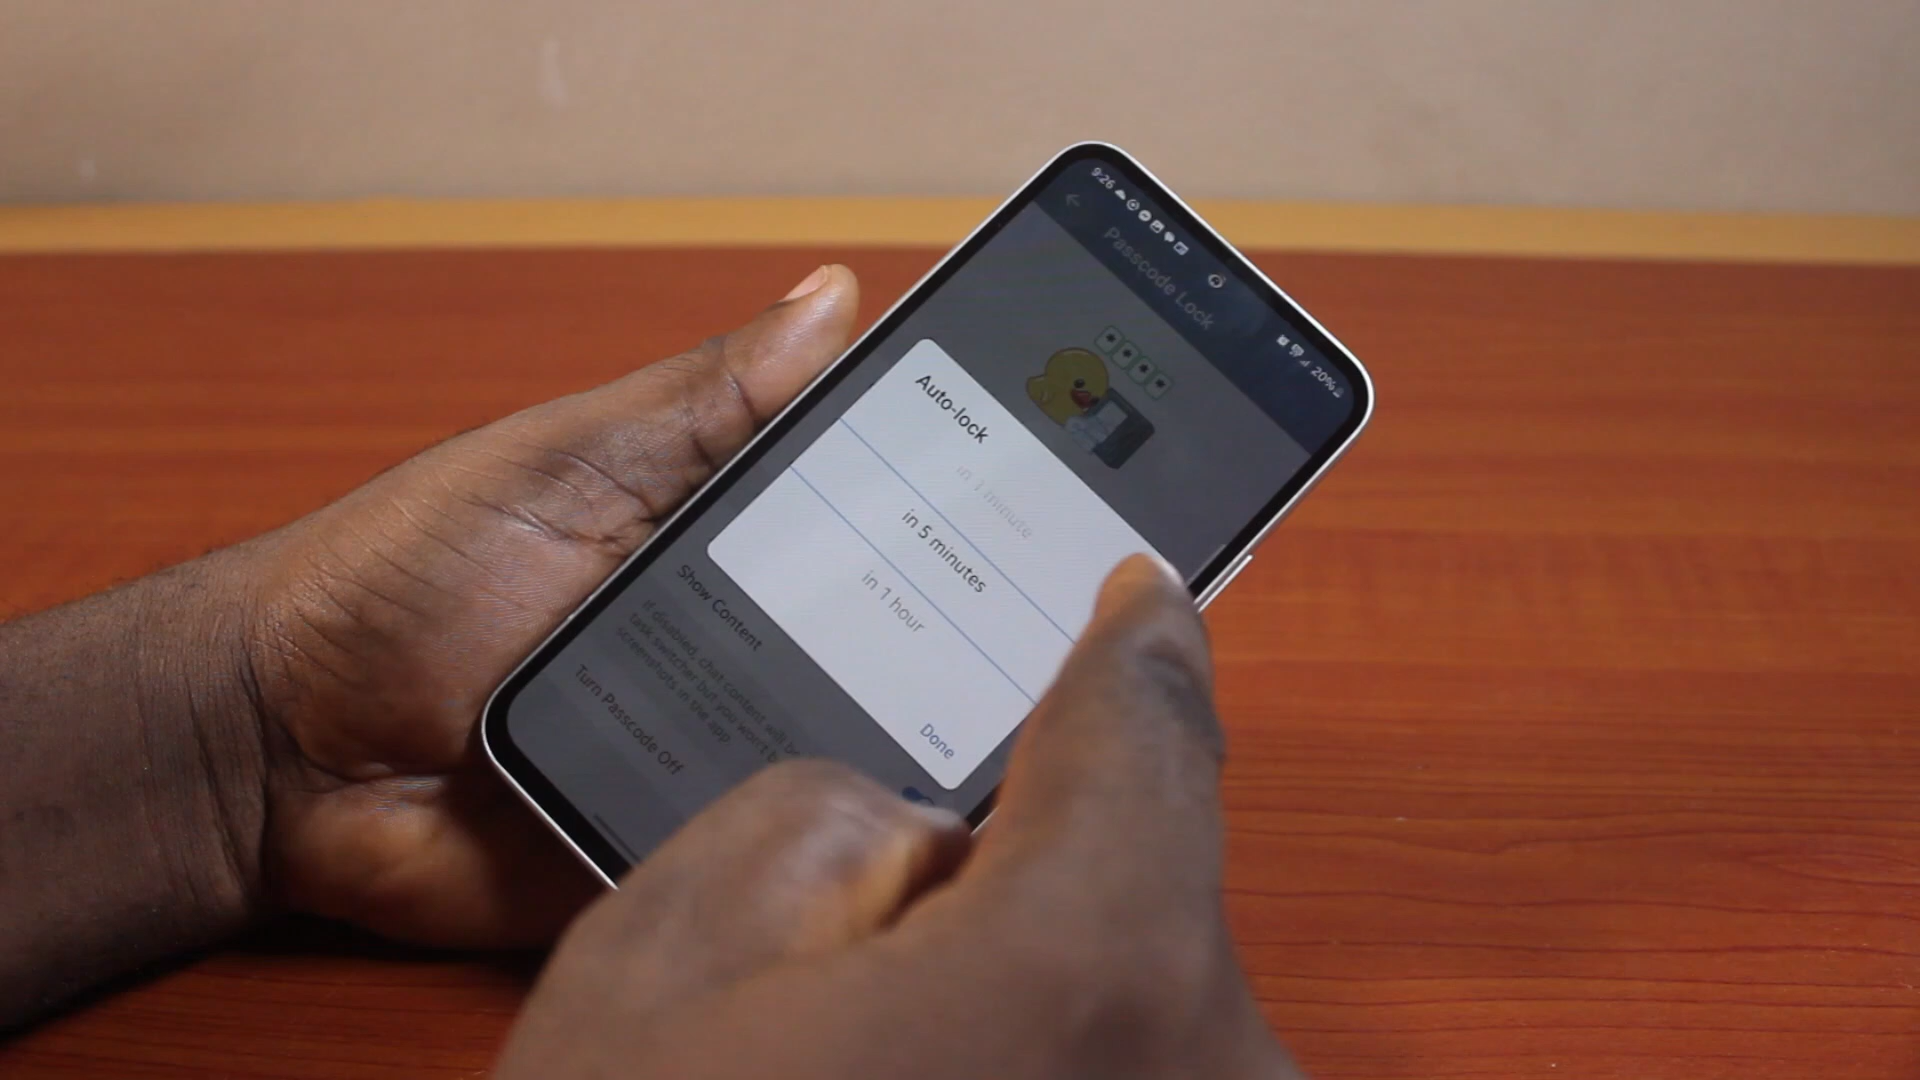 9:26
20%
Passcode Lock
Auto-lock
in 1 minute
in 5 minutes
in 1 hour
Done
Show Content
If disabled, chat content will be
task switcher but you won't b
screenshots in the app.
Turn Passcode Off